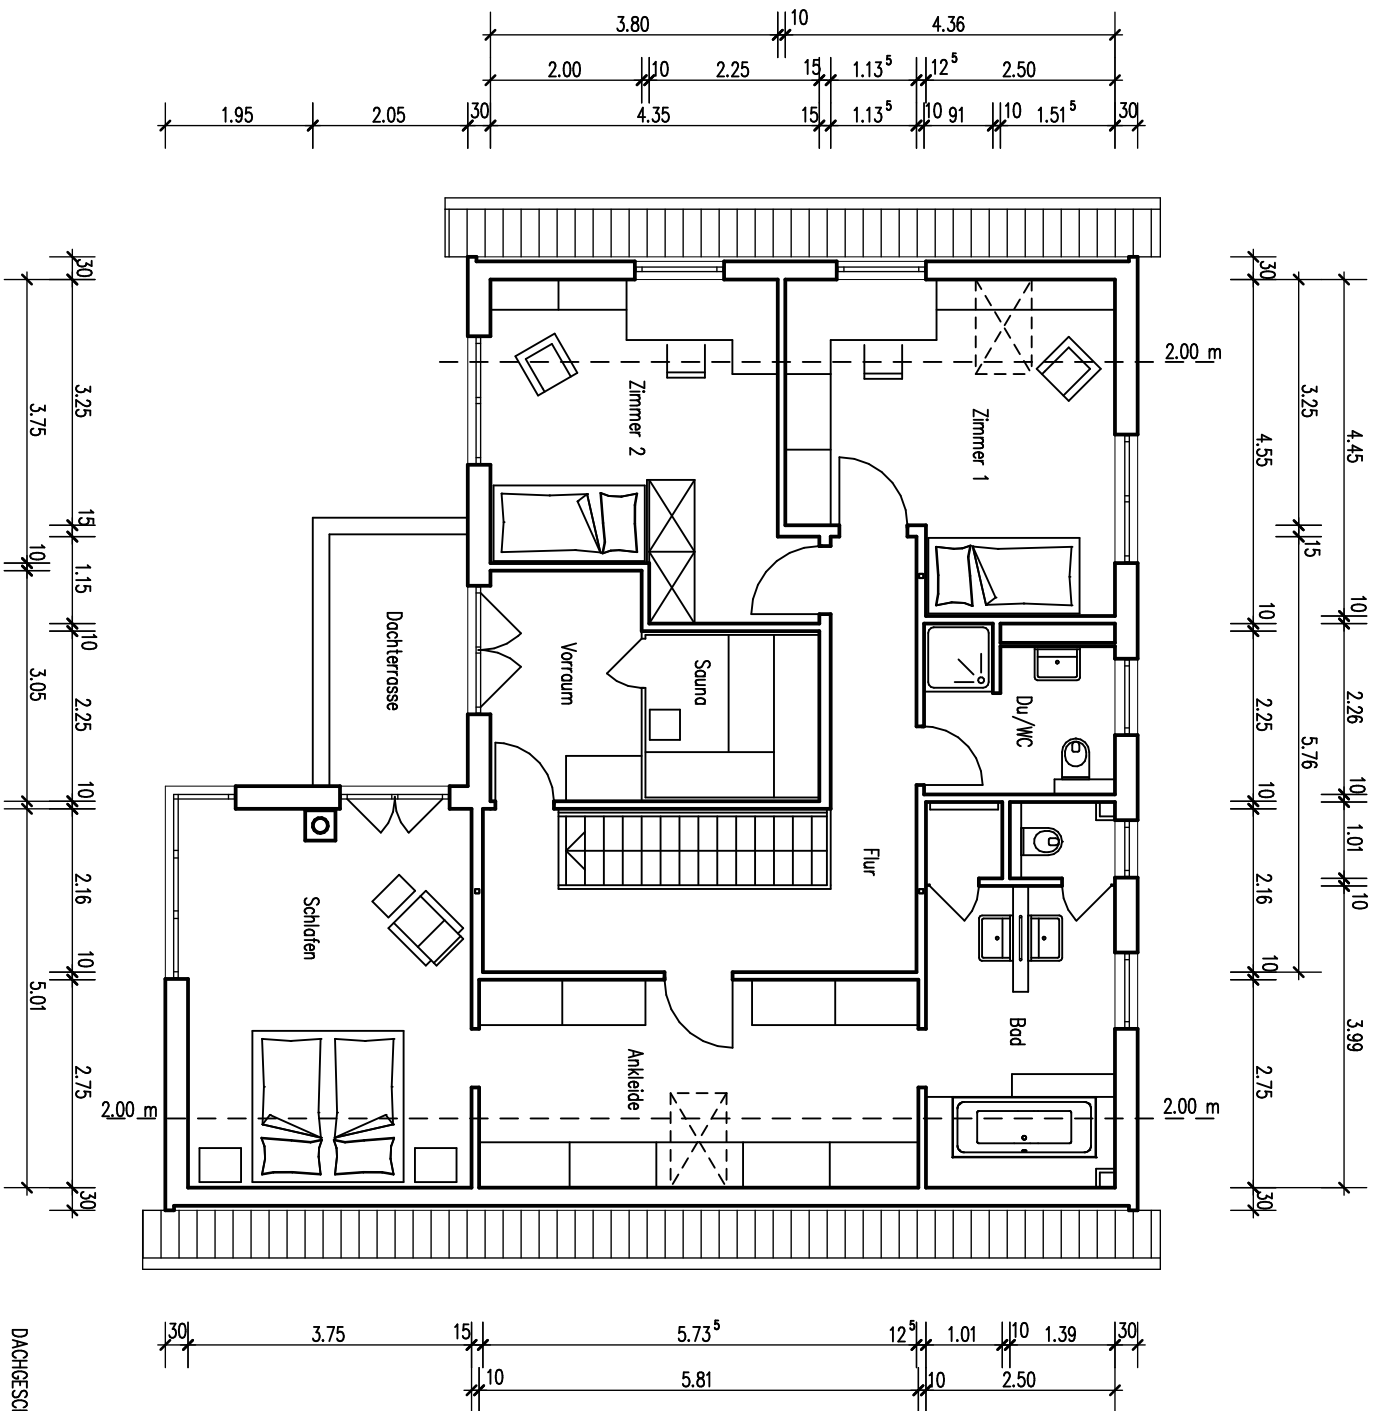 3.80 10 4.36
2.00 10 2.25 15 1.13⁵ 12⁵ 2.50
1.95 2.05 30 4.35 15 1.13⁵ 10 91 10 1.51⁵ 30
30 3.25 15 1.15 10 2.25 10 2.16 10 2.75 30
3.75 10 3.05 5.01
30 4.55 10 2.25 10 2.16 10 2.75 30
3.25 15 5.76
4.45 10 2.26 10 1.01 10 3.99
2.00 m
Zimmer 2
Zimmer 1
Dachterrasse
Vorraum
Sauna
Du/WC
Flur
Schlafen
Bad
Ankleide
2.00 m
2.00 m
30 3.75 15 5.73⁵ 12⁵ 1.01 10 1.39 30
10 5.81 10 2.50